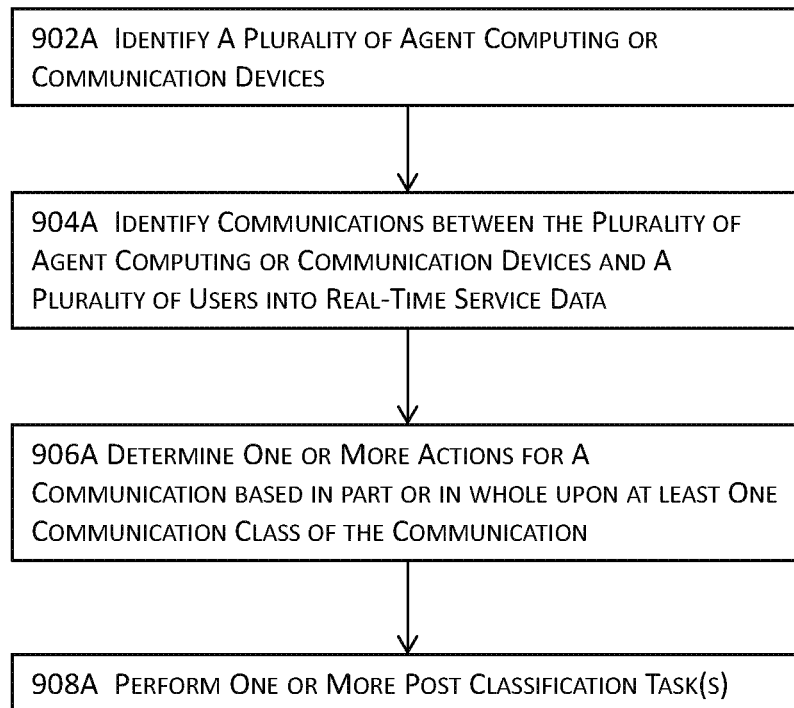 902A IDENTIFY A PLURALITY OF AGENT COMPUTING OR
COMMUNICATION DEVICES
904A IDENTIFY COMMUNICATIONS BETWEEN THE PLURALITY OF
AGENT COMPUTING OR COMMUNICATION DEVICES AND A
PLURALITY OF USERS INTO REAL-TIME SERVICE DATA
906A DETERMINE ONE OR MORE ACTIONS FOR A
COMMUNICATION BASED IN PART OR IN WHOLE UPON AT LEAST ONE
COMMUNICATION CLASS OF THE COMMUNICATION
908A PERFORM ONE OR MORE POST CLASSIFICATION TASK(S)